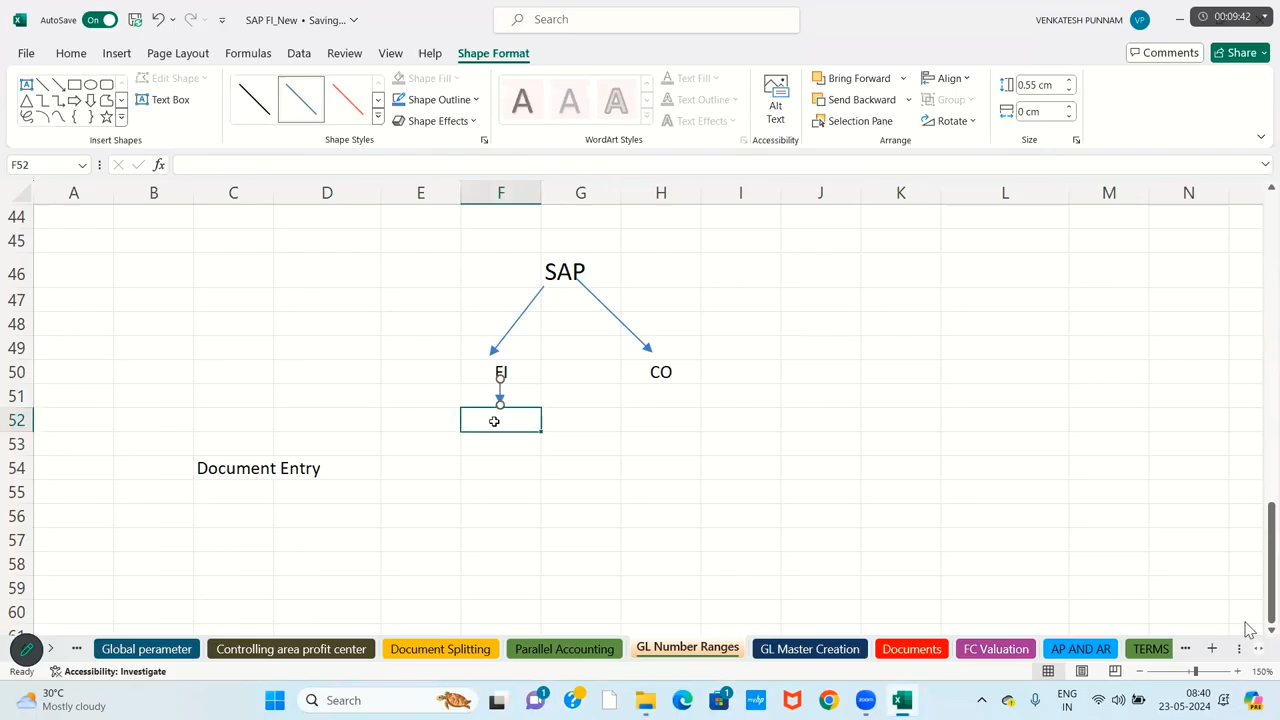 AutoSave On SAP FI_New • Saving... Search VENKATESH PUNNAM VP 00:09:42
File Home Insert Page Layout Formulas Data Review View Help Shape Format Comments Share
Edit Shape Text Box Insert Shapes
Shape Fill Shape Outline Shape Effects Shape Styles
A A A Text Fill Text Outline Text Effects WordArt Styles
Alt Text Accessibility
Bring Forward Send Backward Selection Pane Align Group Rotate Arrange
0.55 cm 0 cm Size
F52 fx
A B C D E F G H I J K L M N
44
45
46 SAP
47
48
49
50 FI CO
51
52
53
54 Document Entry
55
56
57
58
59
60
Global perameter Controlling area profit center Document Splitting Parallel Accounting GL Number Ranges GL Master Creation Documents FC Valuation AP AND AR TERMS
Ready Accessibility: Investigate 150%
30°C Mostly cloudy Search 1 1 ENG IN 08:40 23-05-2024 PRE